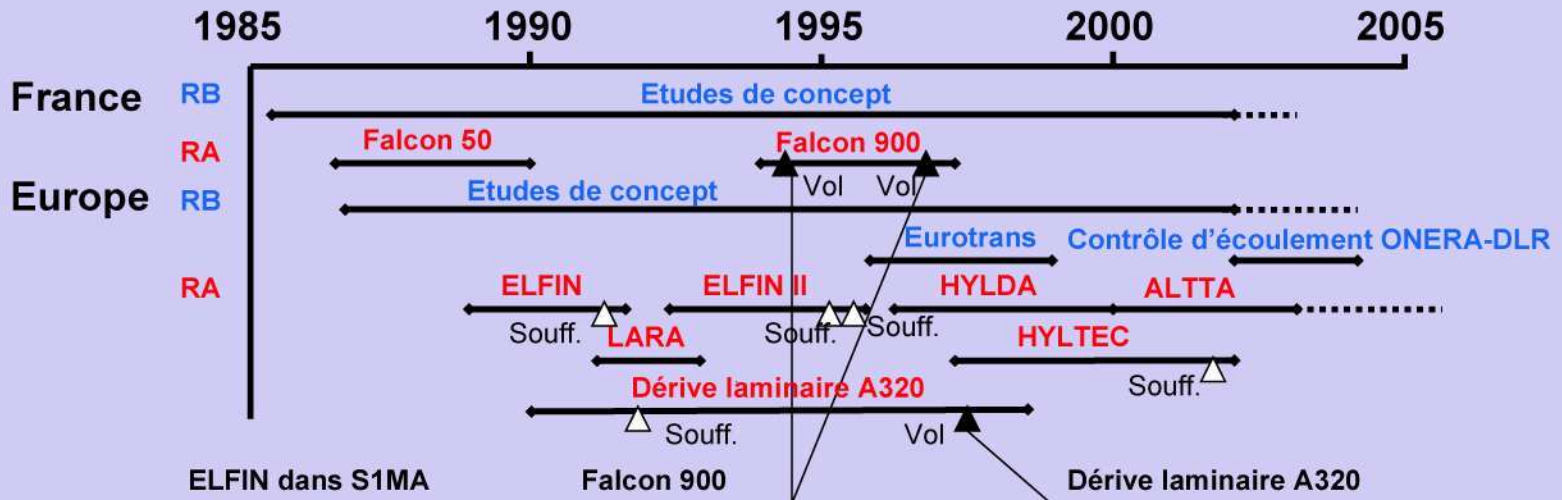 1985 1990 1995 2000 2005
France RB Etudes de concept
RA Falcon 50 Falcon 900
Vol Vol
Europe RB Etudes de concept
Eurotrans Contrôle d'écoulement ONERA-DLR
RA ELFIN ELFIN II HYLDA ALTTA
Souff. Souff. Souff.
LARA HYLTEC
Souff.
Dérive laminaire A320
Souff. Vol
ELFIN dans S1MA Falcon 900 Dérive laminaire A320